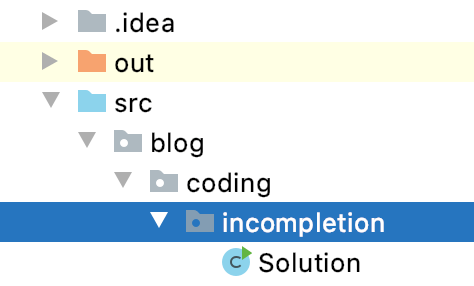 .idea
out
src
blog
coding
incompletion
C Solution